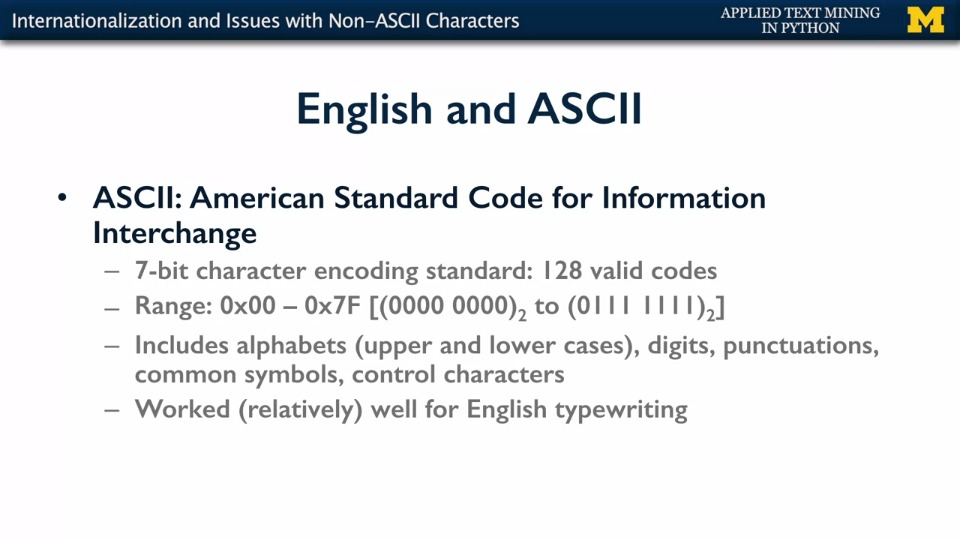 Internationalization and Issues with Non-ASCII Characters
APPLIED TEXT MINING
IN PYTHON
M
English and ASCII
• ASCII: American Standard Code for Information
Interchange
– 7-bit character encoding standard: 128 valid codes
– Range: 0x00 – 0x7F [(0000 0000)₂ to (0111 1111)₂]
– Includes alphabets (upper and lower cases), digits, punctuations,
common symbols, control characters
– Worked (relatively) well for English typewriting